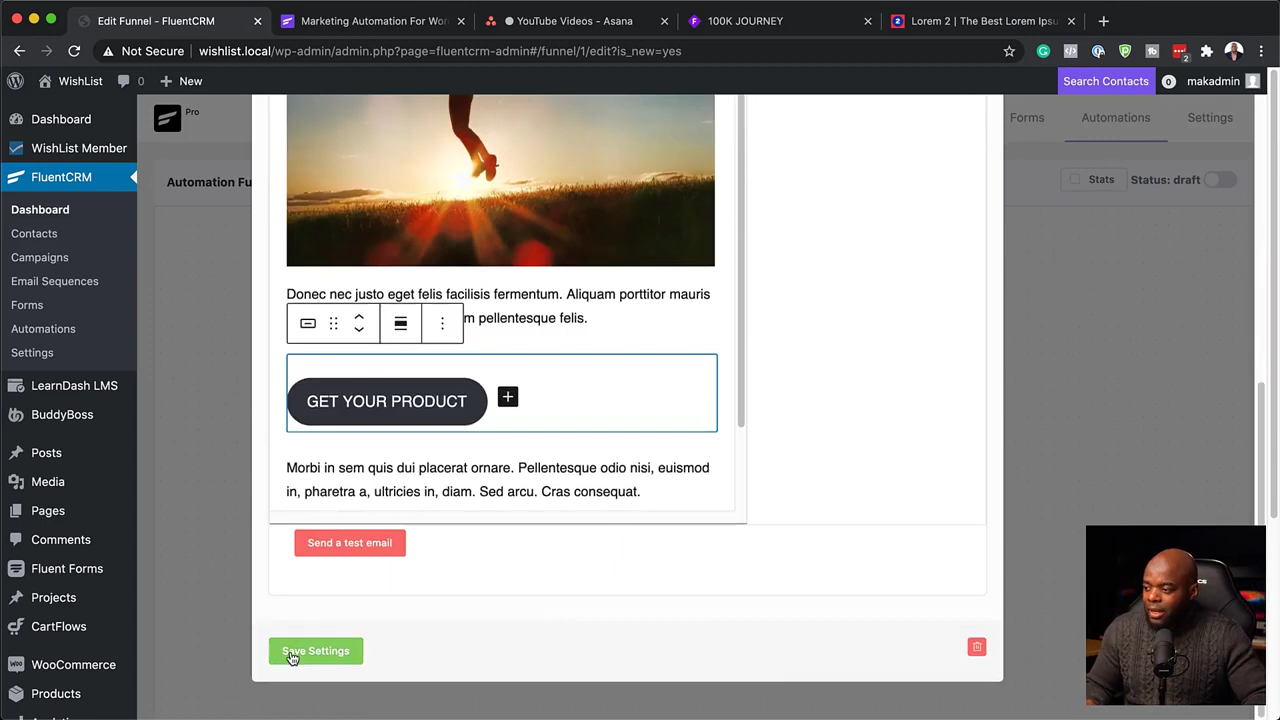 Edit Funnel - FluentCRM
Marketing Automation For Wor
YouTube Videos - Asana
100K JOURNEY
Lorem 2 | The Best Lorem Ipsu
Not Secure
wishlist.local/wp-admin/admin.php?page=fluentcrm-admin#/funnel/1/edit?is_new=yes
2
WishList
0
New
Search Contacts
0
makadmin
Dashboard
WishList Member
FluentCRM
Dashboard
Contacts
Campaigns
Email Sequences
Forms
Automations
Settings
LearnDash LMS
BuddyBoss
Posts
Media
Pages
Comments
Fluent Forms
Projects
CartFlows
WooCommerce
Products
Pro
Forms
Automations
Settings
Automation Fu
Stats
Status: draft
Donec nec justo eget felis facilisis fermentum. Aliquam porttitor mauris
m pellentesque felis.
GET YOUR PRODUCT
Morbi in sem quis dui placerat ornare. Pellentesque odio nisi, euismod
in, pharetra a, ultricies in, diam. Sed arcu. Cras consequat.
Send a test email
Save Settings